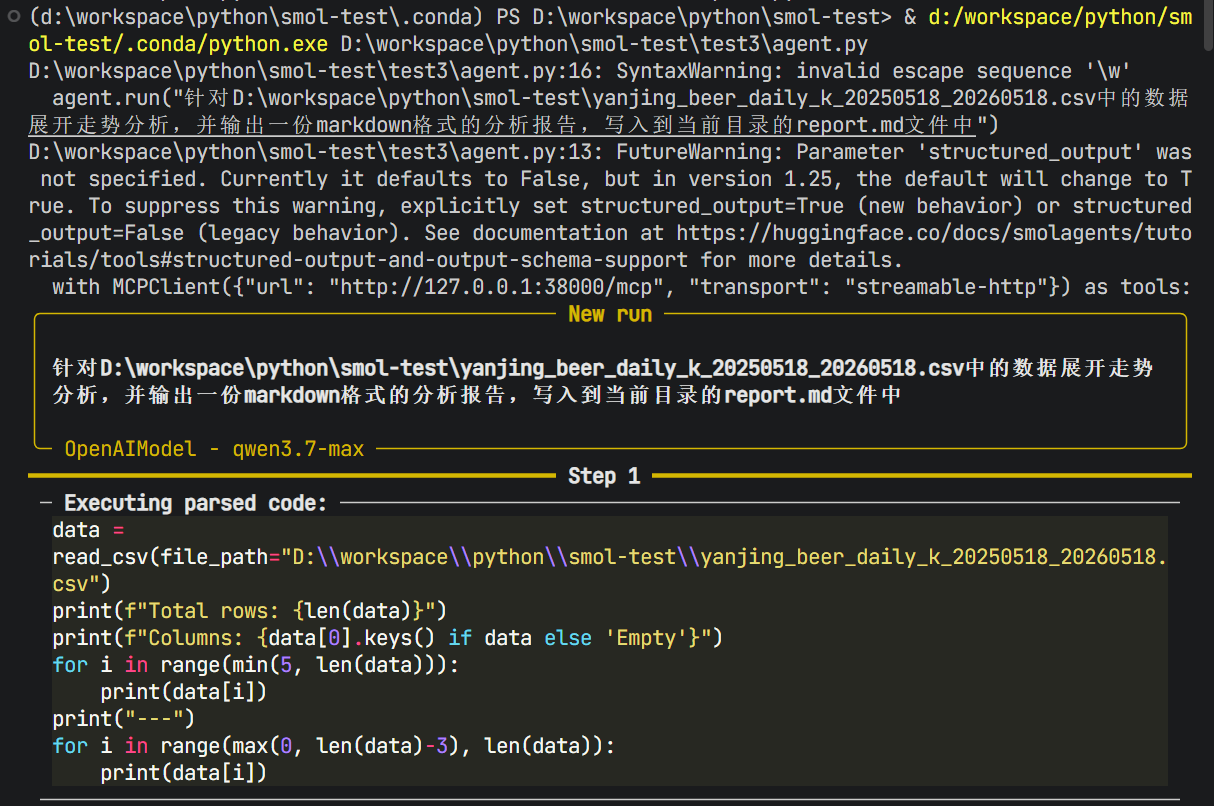 (d:\workspace\python\smol-test\.conda) PS D:\workspace\python\smol-test> & d:/workspace/python/sm
ol-test/.conda/python.exe D:\workspace\python\smol-test\test3\agent.py
D:\workspace\python\smol-test\test3\agent.py:16: SyntaxWarning: invalid escape sequence '\w'
  agent.run("针对D:\workspace\python\smol-test\yanjing_beer_daily_k_20250518_20260518.csv中的数据
展开走势分析，并输出一份markdown格式的分析报告，写入到当前目录的report.md文件中")
D:\workspace\python\smol-test\test3\agent.py:13: FutureWarning: Parameter 'structured_output' was
 not specified. Currently it defaults to False, but in version 1.25, the default will change to T
rue. To suppress this warning, explicitly set structured_output=True (new behavior) or structured
_output=False (legacy behavior). See documentation at https://huggingface.co/docs/smolagents/tuto
rials/tools#structured-output-and-output-schema-support for more details.
  with MCPClient({"url": "http://127.0.0.1:38000/mcp", "transport": "streamable-http"}) as tools:
New run
针对D:\workspace\python\smol-test\yanjing_beer_daily_k_20250518_20260518.csv中的数据展开走势
分析，并输出一份markdown格式的分析报告，写入到当前目录的report.md文件中
OpenAIModel - qwen3.7-max
Step 1
Executing parsed code:
data =
read_csv(file_path="D:\\workspace\\python\\smol-test\\yanjing_beer_daily_k_20250518_20260518.
csv")
print(f"Total rows: {len(data)}")
print(f"Columns: {data[0].keys() if data else 'Empty'}")
for i in range(min(5, len(data))):
    print(data[i])
print("---")
for i in range(max(0, len(data)-3), len(data)):
    print(data[i])